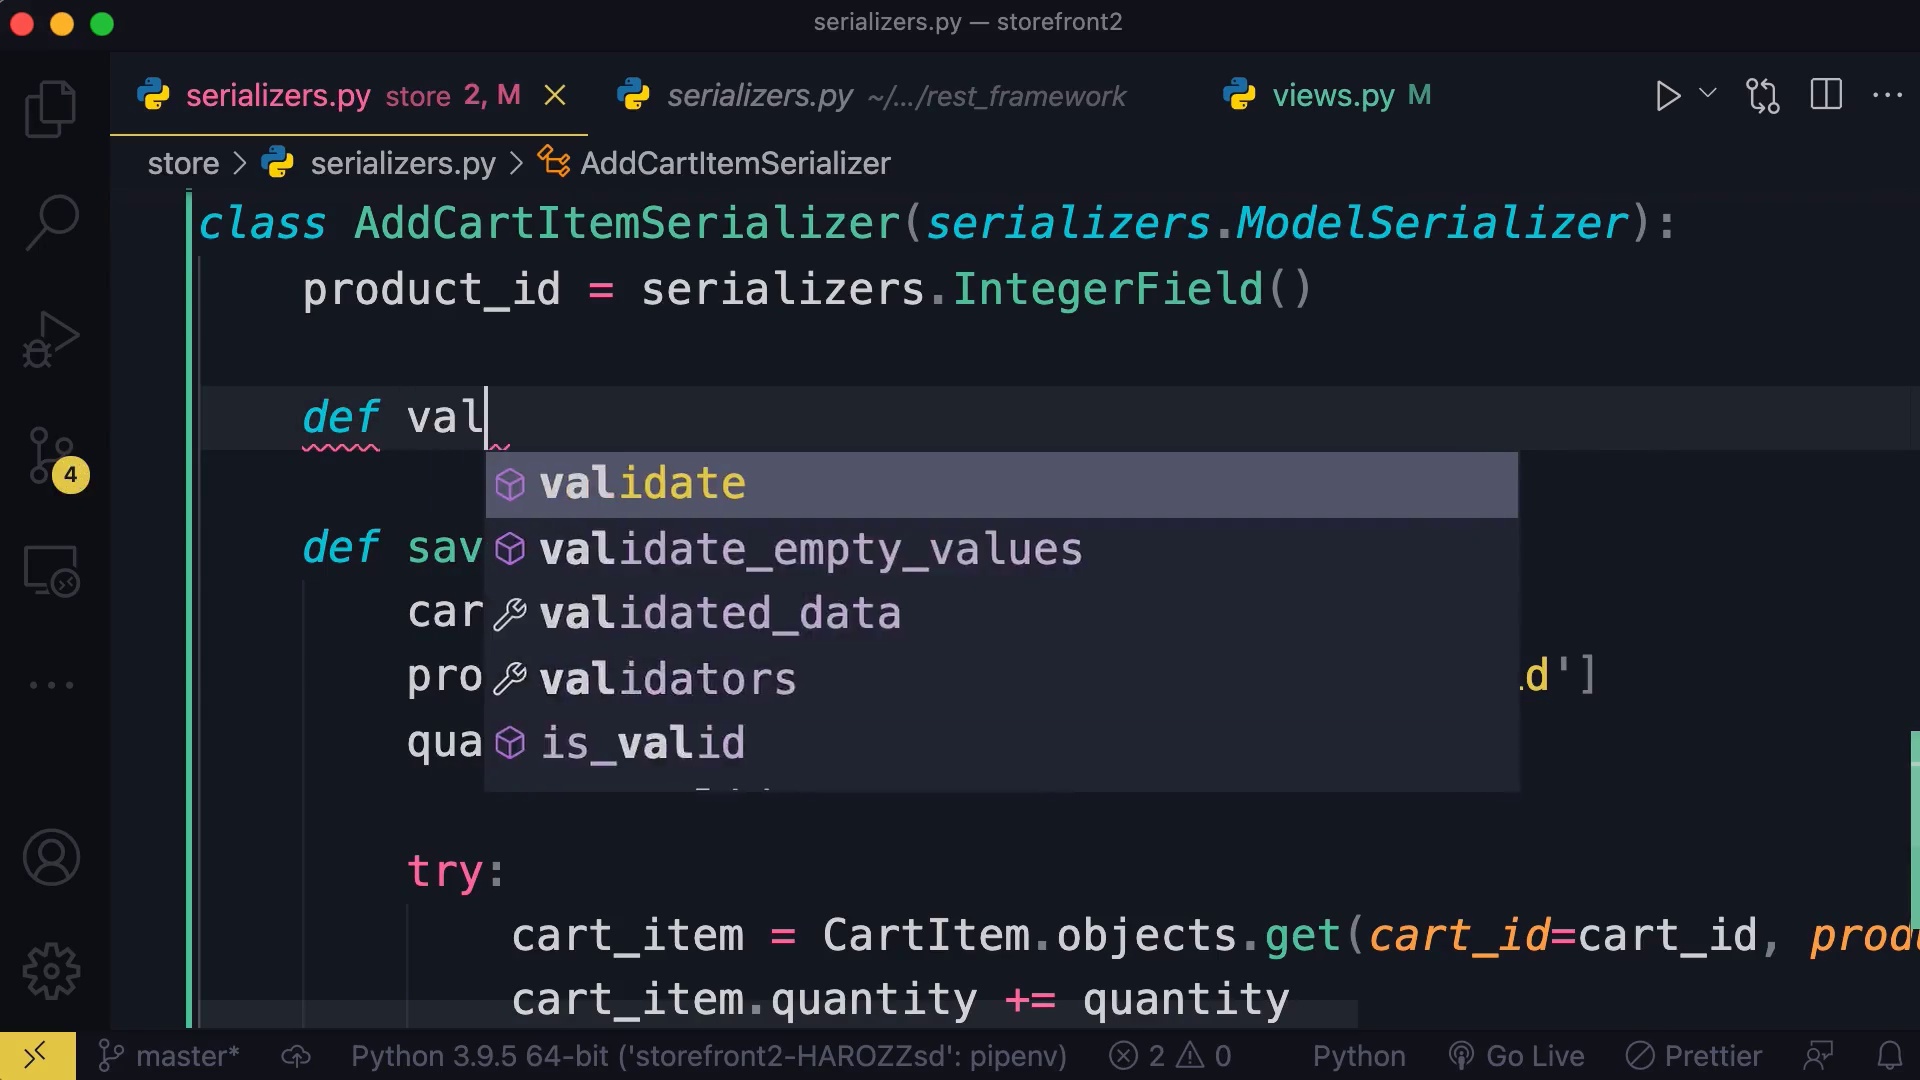 serializers.py — storefront2
serializers.py store 2, M
serializers.py ~/.../rest_framework
views.py M
store > serializers.py > AddCartItemSerializer
class AddCartItemSerializer(serializers.ModelSerializer):
product_id = serializers.IntegerField()
def val
validate
validate_empty_values
def sav
car
validated_data
pro
validators
d']
qua
is_valid
try:
cart_item = CartItem.objects.get(cart_id=cart_id, produ
cart_item.quantity += quantity
4
master* Python 3.9.5 64-bit ('storefront2-HAROZZsd': pipenv) 2 0 Python Go Live Prettier